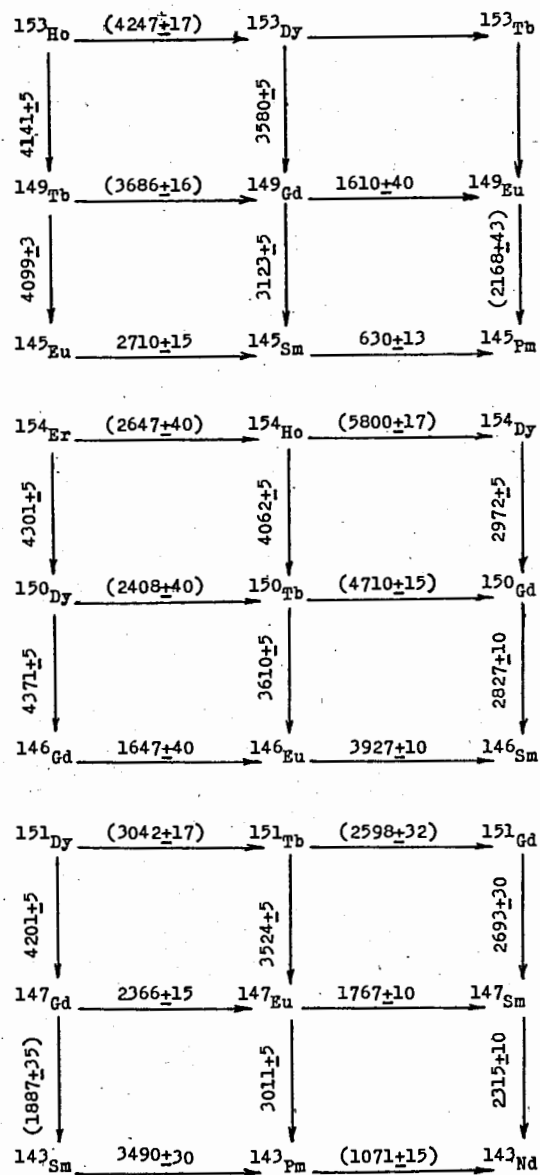 153Ho (4247±17) 153Dy 153Tb
4141±5 3580±5
149Tb (3686±16) 149Gd 1610±40 149Eu
4099±3 3123±5 (2168±43)
145Eu 2710±15 145Sm 630±13 145Pm
154Er (2647±40) 154Ho (5800±17) 154Dy
4301±5 4062±5 2972±5
150Dy (2408±40) 150Tb (4710±15) 150Gd
4371±5 3610±5 2827±10
146Gd 1647±40 146Eu 3927±10 146Sm
151Dy (3042±17) 151Tb (2598±32) 151Gd
4201±5 3524±5 2693±30
147Gd 2366±15 147Eu 1767±10 147Sm
(1887±35) 3011±5 2315±10
143Sm 3490±30 143Pm (1071±15) 143Nd